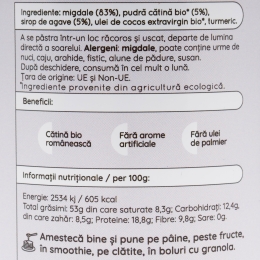 Ingrediente: migdale (83%), pudră cătină bio* (5%),
sirop de agave (5%), ulei de cocos extravirgin bio*, turmeric.
A se păstra într-un loc răcoros și uscat, departe de lumina
directă a soarelui. Alergeni: migdale, poate conține urme de
nuci, caju, arahide, fistic, alune de pădure, susan.
După deschidere, consumă în cel mult o lună.
Țara de origine: UE și Non-UE.
*Ingrediente provenite din agricultură ecologică.
Beneficii:
Cătină bio românească
Fără arome artificiale
Fără ulei de palmier
Informații nutriționale / per 100g:
Energie: 2534 kj / 605 kcal
Total grăsimi: 53g din care saturate 8,3g; Carbohidrați: 12,4g,
din care zahăr: 8,5g; Proteine: 18,8g; Fibre: 9,8g; Sare: 0g.
Amestecă bine și pune pe pâine, peste fructe,
în smoothie, pe clătite, în boluri cu granola.